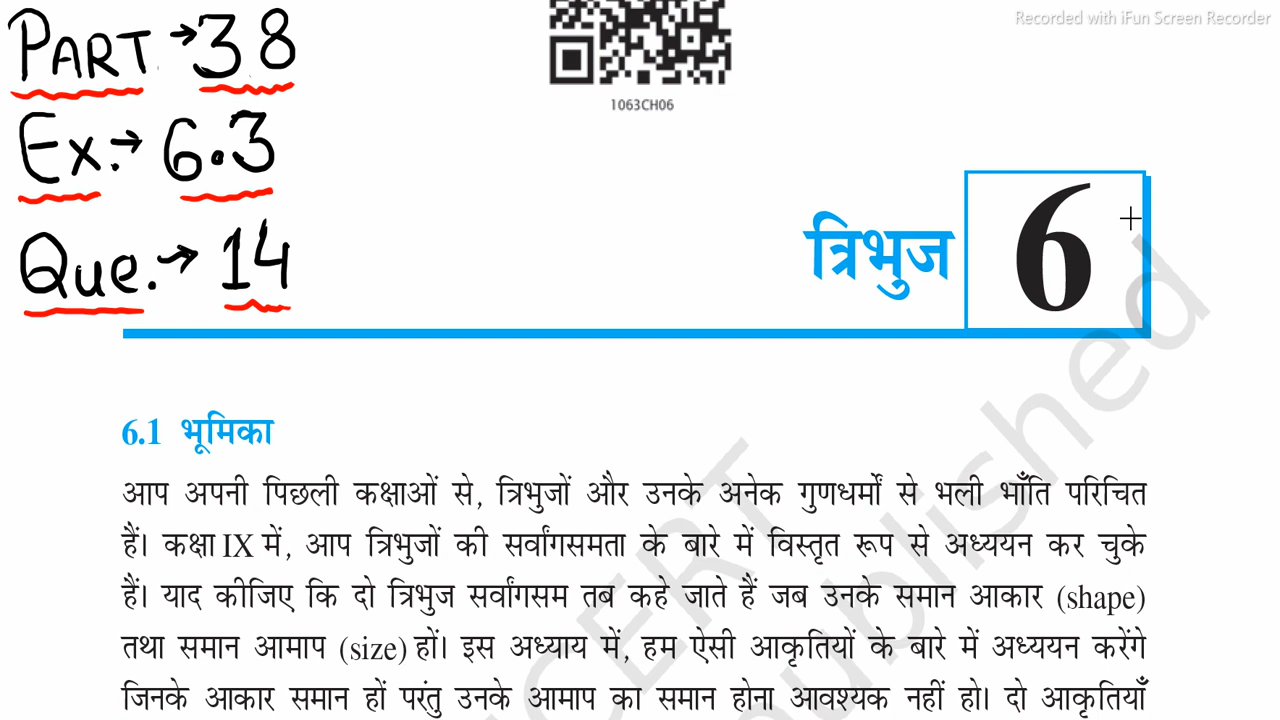 Recorded with iFun Screen Recorder
PART → 38
Ex. → 6.3
Que. → 14
1063CH06
त्रिभुज 6
6.1 भूमिका
आप अपनी पिछली कक्षाओं से, त्रिभुजों और उनके अनेक गुणधर्मों से भली भाँति परिचित
हैं। कक्षा IX में, आप त्रिभुजों की सर्वांगसमता के बारे में विस्तृत रूप से अध्ययन कर चुके
हैं। याद कीजिए कि दो त्रिभुज सर्वांगसम तब कहे जाते हैं जब उनके समान आकार (shape)
तथा समान आमाप (size) हों। इस अध्याय में, हम ऐसी आकृतियों के बारे में अध्ययन करेंगे
जिनके आकार समान हों परंतु उनके आमाप का समान होना आवश्यक नहीं हो। दो आकृतियाँ